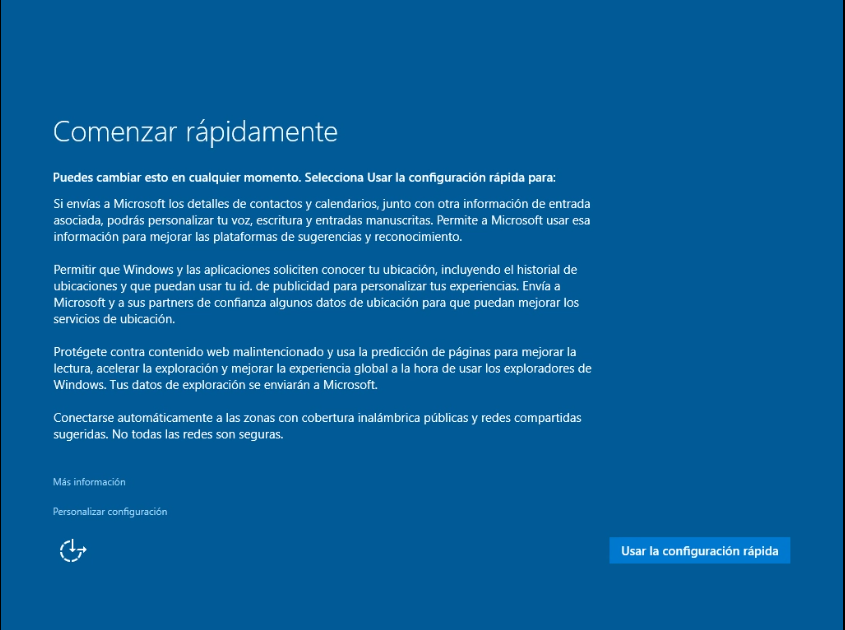 Comenzar rápidamente
Puedes cambiar esto en cualquier momento. Selecciona Usar la configuración rápida para:
Si envías a Microsoft los detalles de contactos y calendarios, junto con otra información de entrada
asociada, podrás personalizar tu voz, escritura y entradas manuscritas. Permite a Microsoft usar esa
información para mejorar las plataformas de sugerencias y reconocimiento.
Permitir que Windows y las aplicaciones soliciten conocer tu ubicación, incluyendo el historial de
ubicaciones y que puedan usar tu id. de publicidad para personalizar tus experiencias. Envía a
Microsoft y a sus partners de confianza algunos datos de ubicación para que puedan mejorar los
servicios de ubicación.
Protégete contra contenido web malintencionado y usa la predicción de páginas para mejorar la
lectura, acelerar la exploración y mejorar la experiencia global a la hora de usar los exploradores de
Windows. Tus datos de exploración se enviarán a Microsoft.
Conectarse automáticamente a las zonas con cobertura inalámbrica públicas y redes compartidas
sugeridas. No todas las redes son seguras.
Más información
Personalizar configuración
Usar la configuración rápida